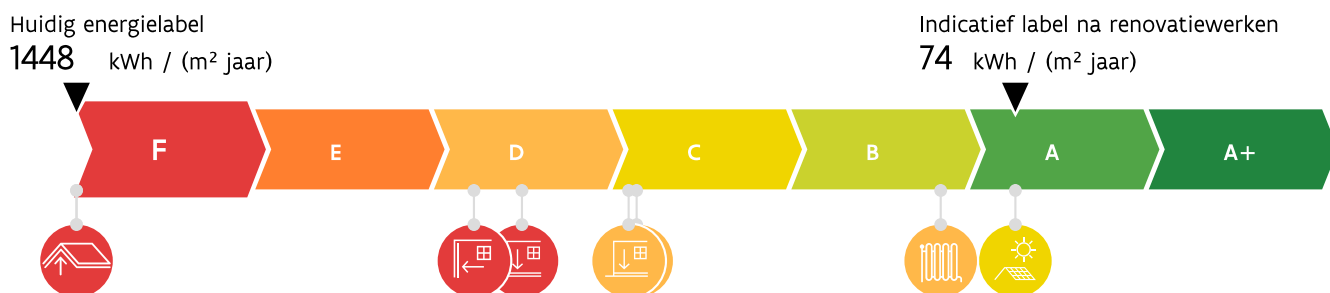 Huidig energielabel
1448 kWh / (m² jaar)
Indicatief label na renovatiewerken
74 kWh / (m² jaar)
F E D C B A A+